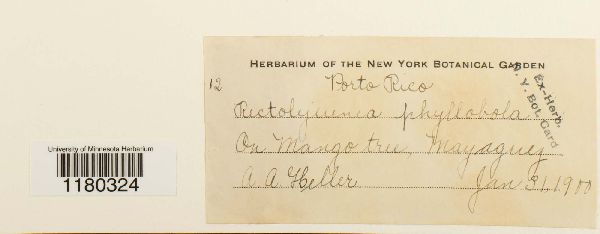 HERBARIUM OF THE NEW YORK BOTANICAL GARDEN
12
Porto Rico
Rectolejeunea phyllobola
On Mango tree, Mayaguez
A. A. Heller Jan 31, 1900
Ex-Herb.
N. Y. Bot. Gard
University of Minnesota Herbarium
1180324